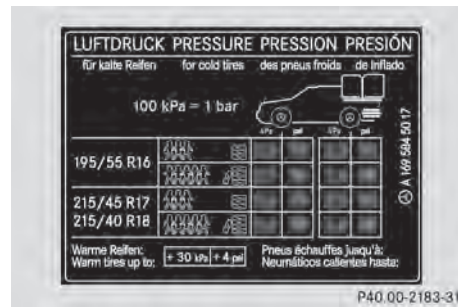 LUFTDRUCK PRESSURE PRESSION PRESIÓN
für kalte Reifen for cold tires des pneus froids de Inflado
100 kPa = 1 bar
kPa psi kPa psi
195/55 R16
215/45 R17
215/40 R18
Warme Reifen: + 30 kPa + 4 psi Pneus échauffes jusqu'à:
Warm tires up to: Neumáticos calientes hasta:
A 169 584 50 17
P40.00-2183-31